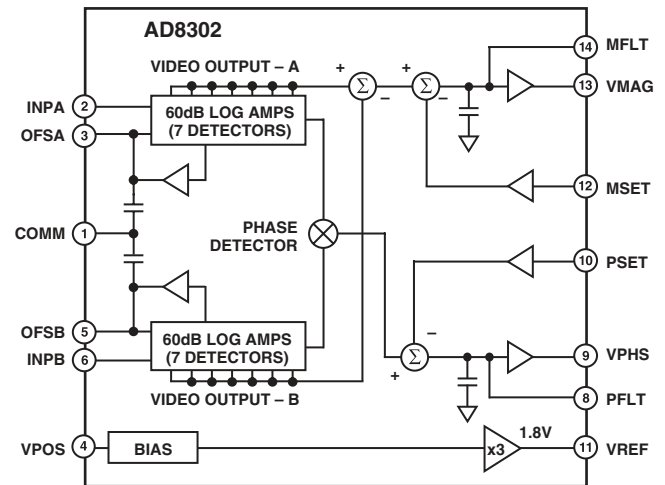 AD8302
VIDEO OUTPUT – A
INPA 2
60dB LOG AMPS
(7 DETECTORS)
OFSA 3
+
Σ
–
+
Σ
–
14 MFLT
13 VMAG
12 MSET
COMM 1
PHASE
DETECTOR
10 PSET
–
Σ
+
OFSB 5
60dB LOG AMPS
(7 DETECTORS)
INPB 6
VIDEO OUTPUT – B
9 VPHS
8 PFLT
VPOS 4
BIAS
x3
1.8V
11 VREF